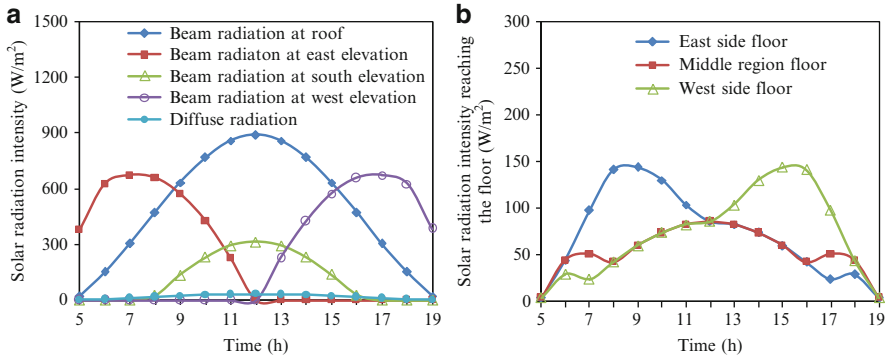 a
Solar radiation intensity (W/m²)
1500
1200
900
600
300
0
Beam radiation at roof
Beam radiaton at east elevation
Beam radiation at south elevation
Beam radiation at west elevation
Diffuse radiation
5 7 9 11 13 15 17 19
Time (h)
b
Solar radiation intensity reaching
the floor (W/m²)
300
250
200
150
100
50
0
East side floor
Middle region floor
West side floor
5 7 9 11 13 15 17 19
Time (h)